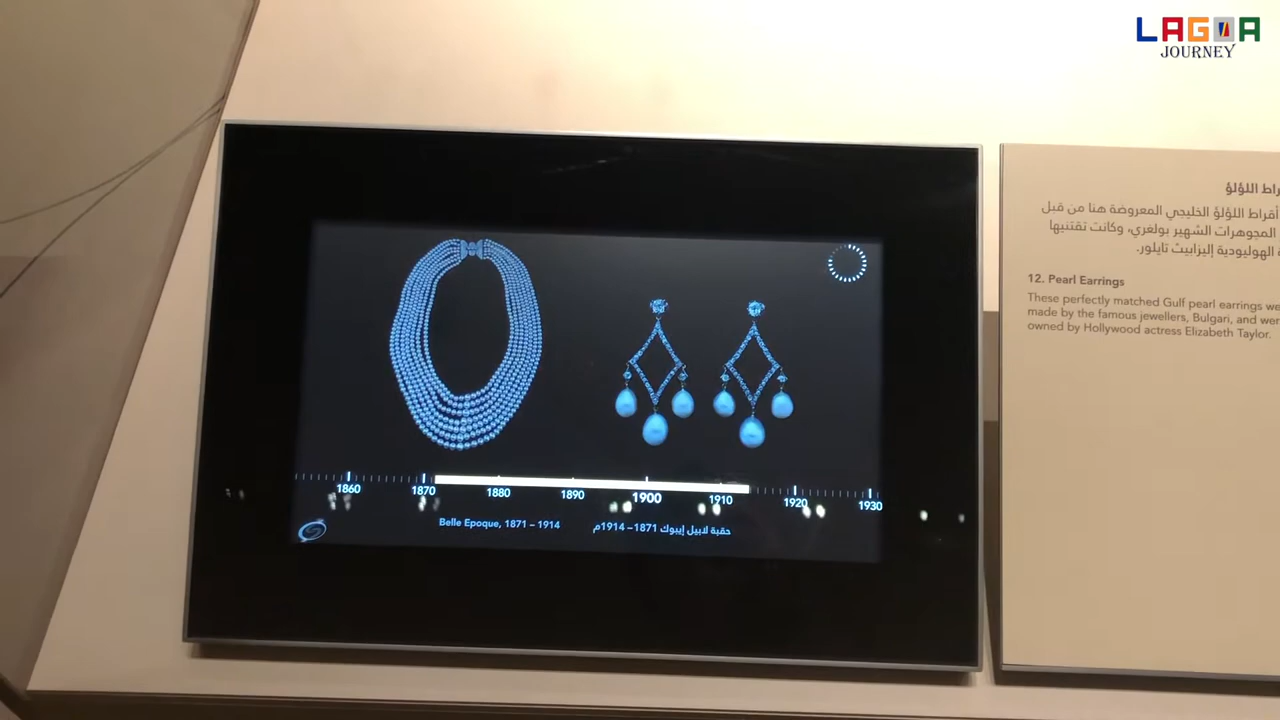 LAGOA
JOURNEY
1860 1870 1880 1890 1900 1910 1920 1930
Belle Epoque, 1871 – 1914
حقبة لابيل إيبوك 1871 – 1914م
اللؤلؤ
أقراط اللؤلؤ الخليجي المعروضة هنا من قبل
المجوهرات الشهير بولغري، وكانت تقتنيها
الهوليودية إليزابيث تايلور.
12. Pearl Earrings
These perfectly matched Gulf pearl earrings
made by the famous jewellers, Bulgari, and
owned by Hollywood actress Elizabeth Taylor.